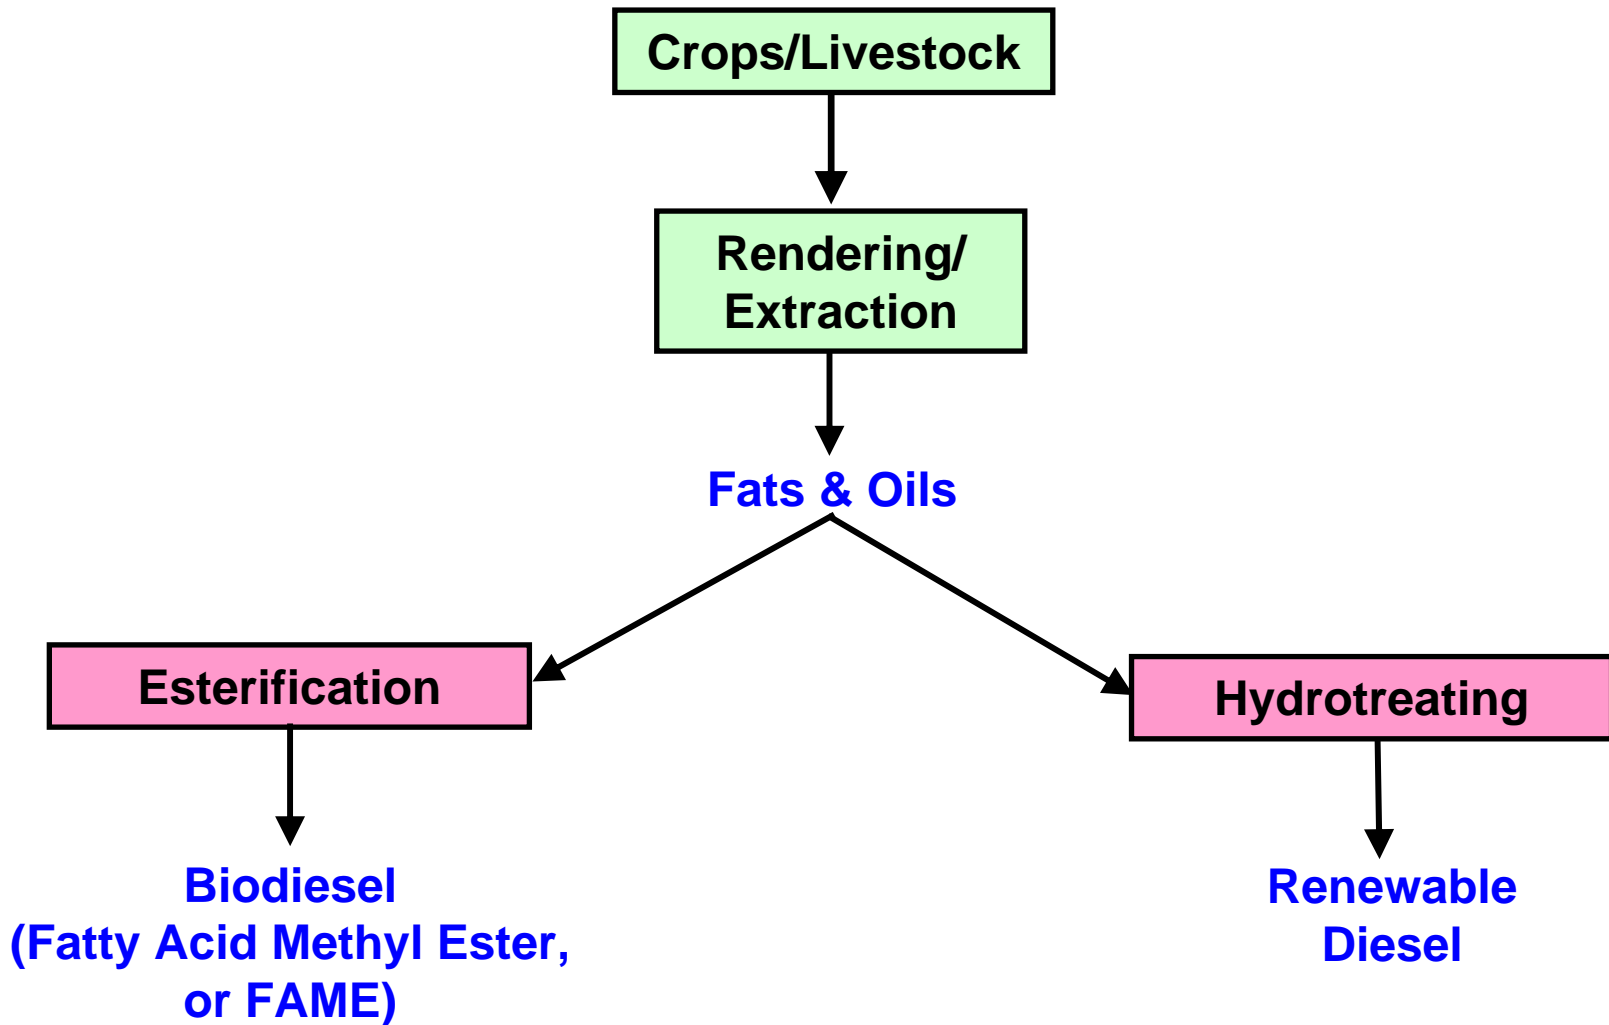 Crops/Livestock
Rendering/
Extraction
Fats & Oils
Esterification
Hydrotreating
Biodiesel
(Fatty Acid Methyl Ester,
or FAME)
Renewable
Diesel